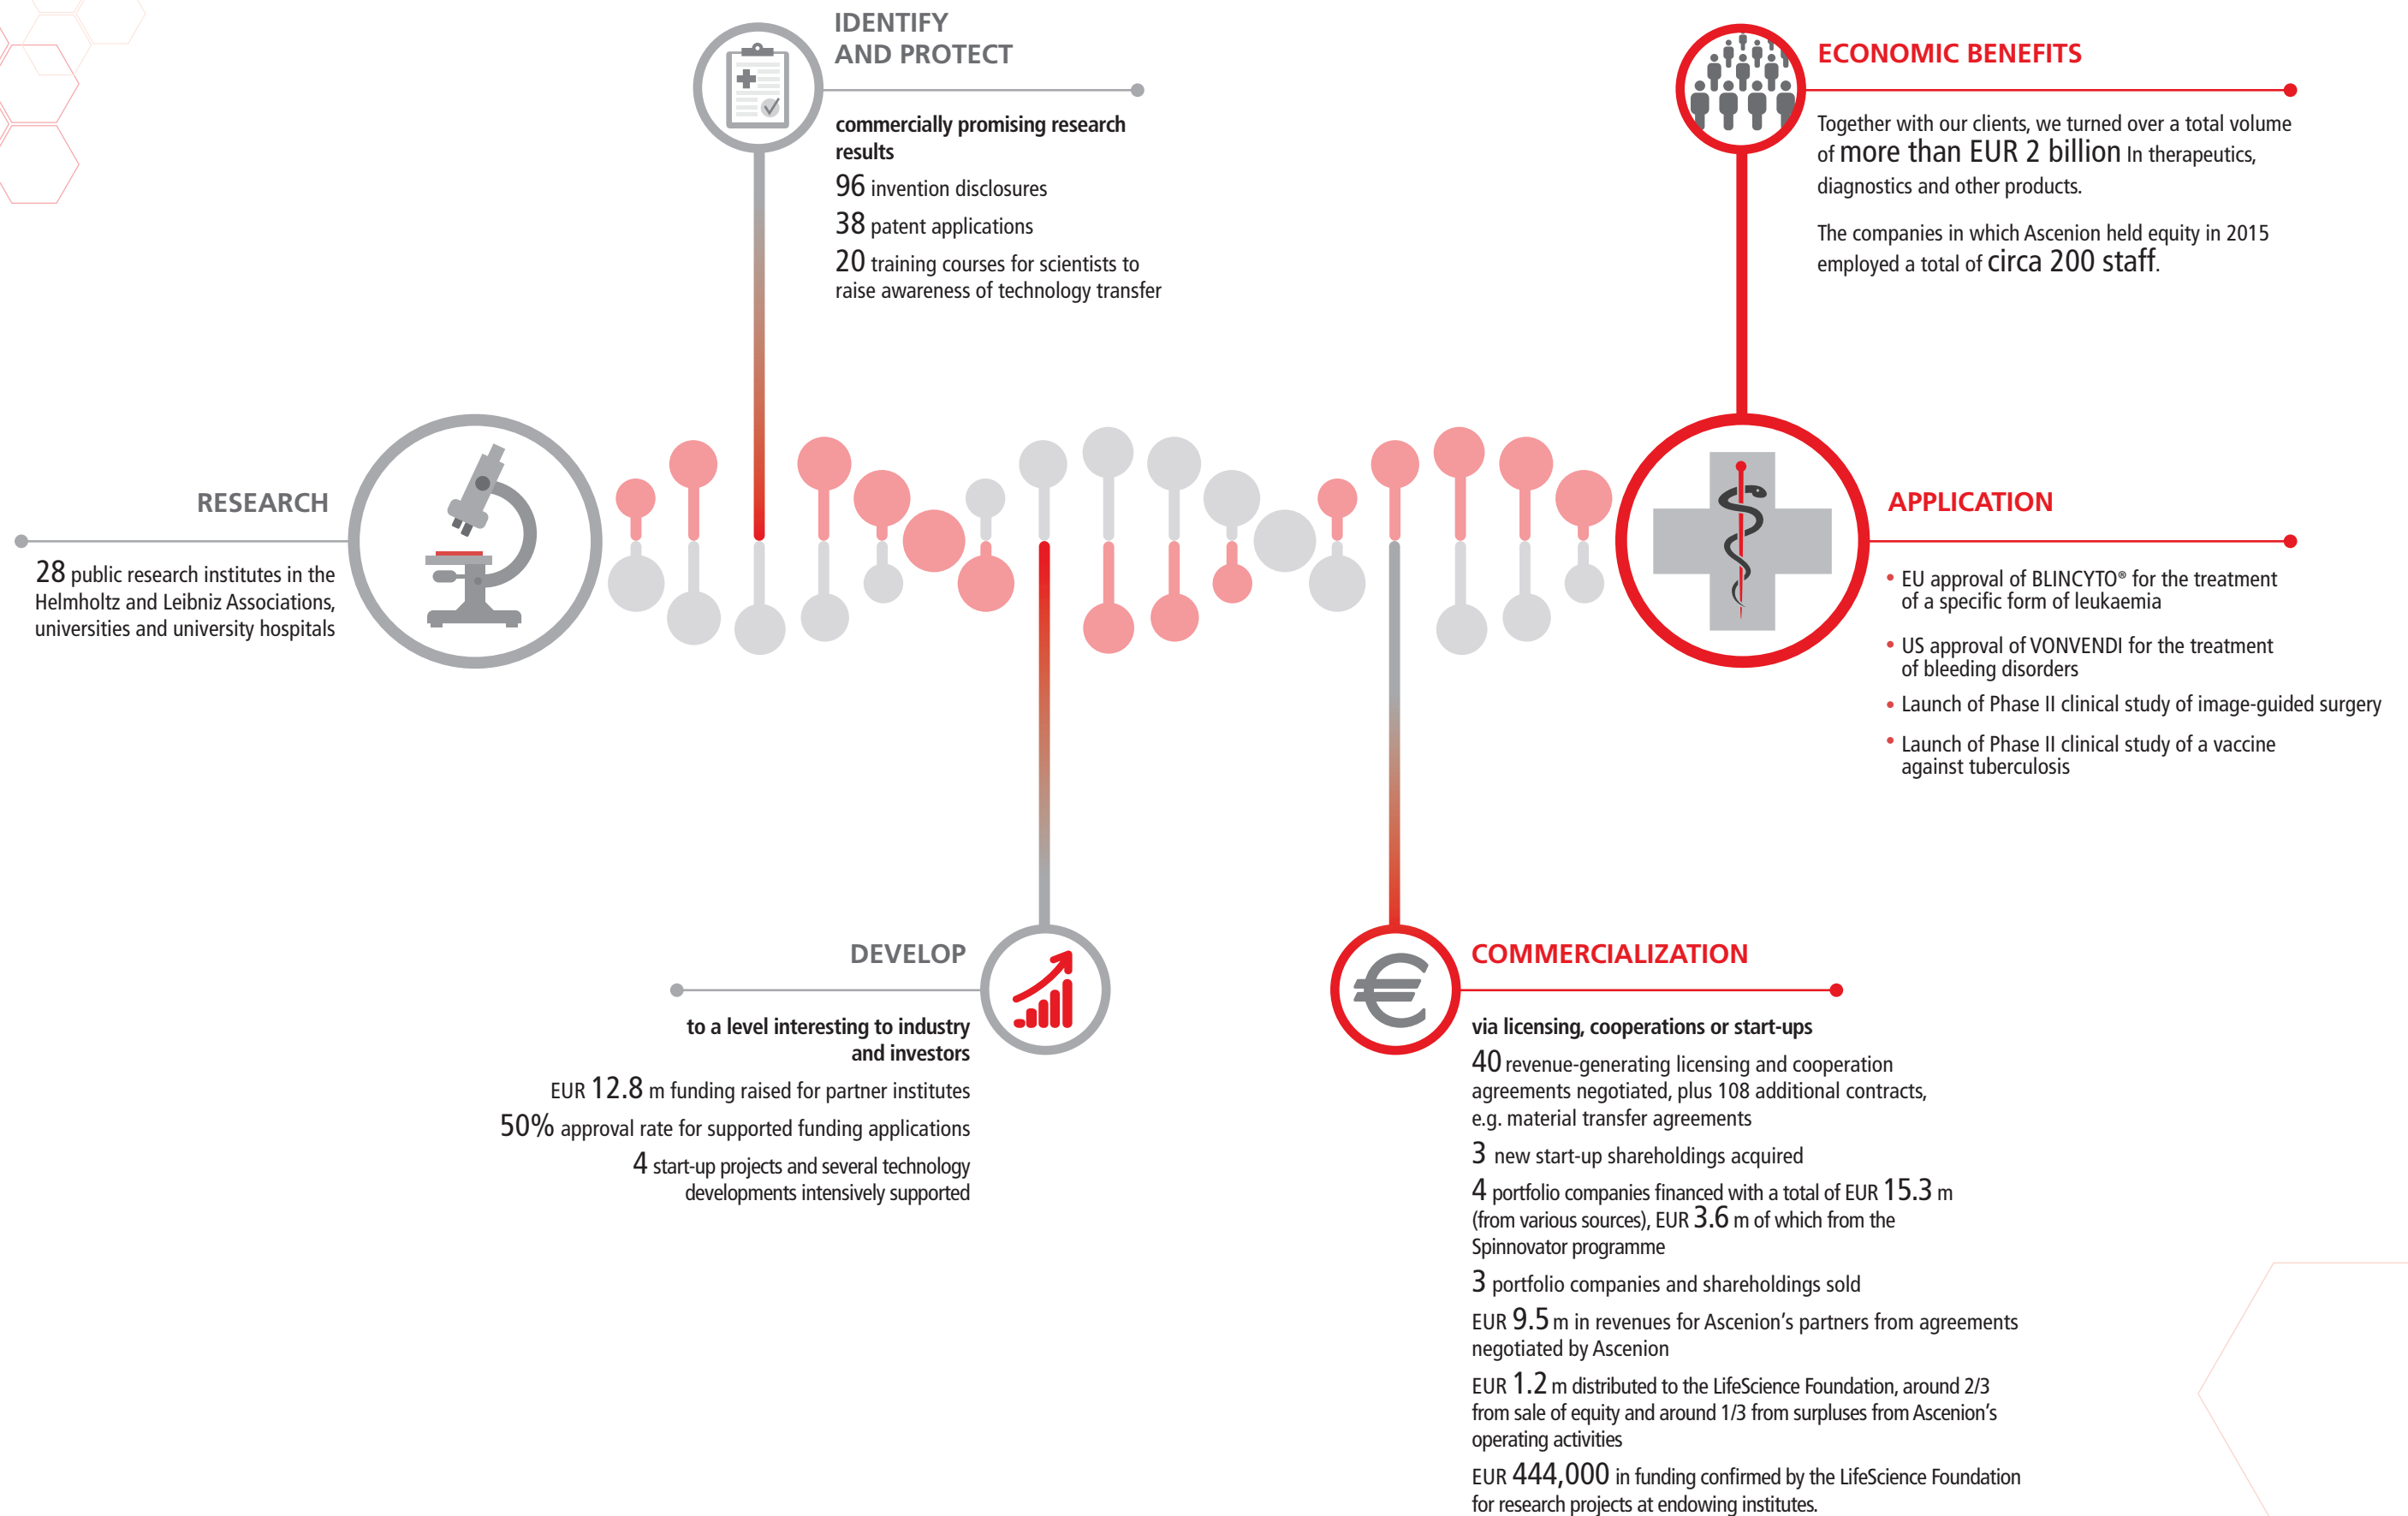 IDENTIFY
AND PROTECT
commercially promising research
results
96 invention disclosures
38 patent applications
20 training courses for scientists to
raise awareness of technology transfer
ECONOMIC BENEFITS
Together with our clients, we turned over a total volume
of more than EUR 2 billion In therapeutics,
diagnostics and other products.
The companies in which Ascenion held equity in 2015
employed a total of circa 200 staff.
RESEARCH
28 public research institutes in the
Helmholtz and Leibniz Associations,
universities and university hospitals
APPLICATION
• EU approval of BLINCYTO® for the treatment
of a specific form of leukaemia
• US approval of VONVENDI for the treatment
of bleeding disorders
• Launch of Phase II clinical study of image-guided surgery
• Launch of Phase II clinical study of a vaccine
against tuberculosis
DEVELOP
to a level interesting to industry
and investors
EUR 12.8 m funding raised for partner institutes
50% approval rate for supported funding applications
4 start-up projects and several technology
developments intensively supported
€
COMMERCIALIZATION
via licensing, cooperations or start-ups
40 revenue-generating licensing and cooperation
agreements negotiated, plus 108 additional contracts,
e.g. material transfer agreements
3 new start-up shareholdings acquired
4 portfolio companies financed with a total of EUR 15.3 m
(from various sources), EUR 3.6 m of which from the
Spinnovator programme
3 portfolio companies and shareholdings sold
EUR 9.5 m in revenues for Ascenion's partners from agreements
negotiated by Ascenion
EUR 1.2 m distributed to the LifeScience Foundation, around 2/3
from sale of equity and around 1/3 from surpluses from Ascenion's
operating activities
EUR 444,000 in funding confirmed by the LifeScience Foundation
for research projects at endowing institutes.